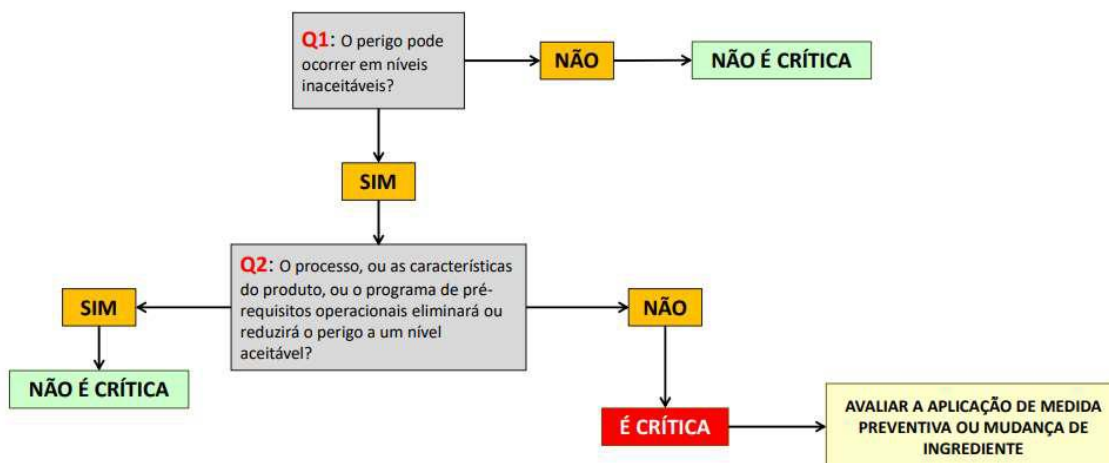 Q1: O perigo pode
ocorrer em níveis
inaceitáveis?
NÃO
NÃO É CRÍTICA
SIM
Q2: O processo, ou as características
do produto, ou o programa de pré-
requisitos operacionais eliminará ou
reduzirá o perigo a um nível
aceitável?
SIM
NÃO
NÃO É CRÍTICA
É CRÍTICA
AVALIAR A APLICAÇÃO DE MEDIDA
PREVENTIVA OU MUDANÇA DE
INGREDIENTE